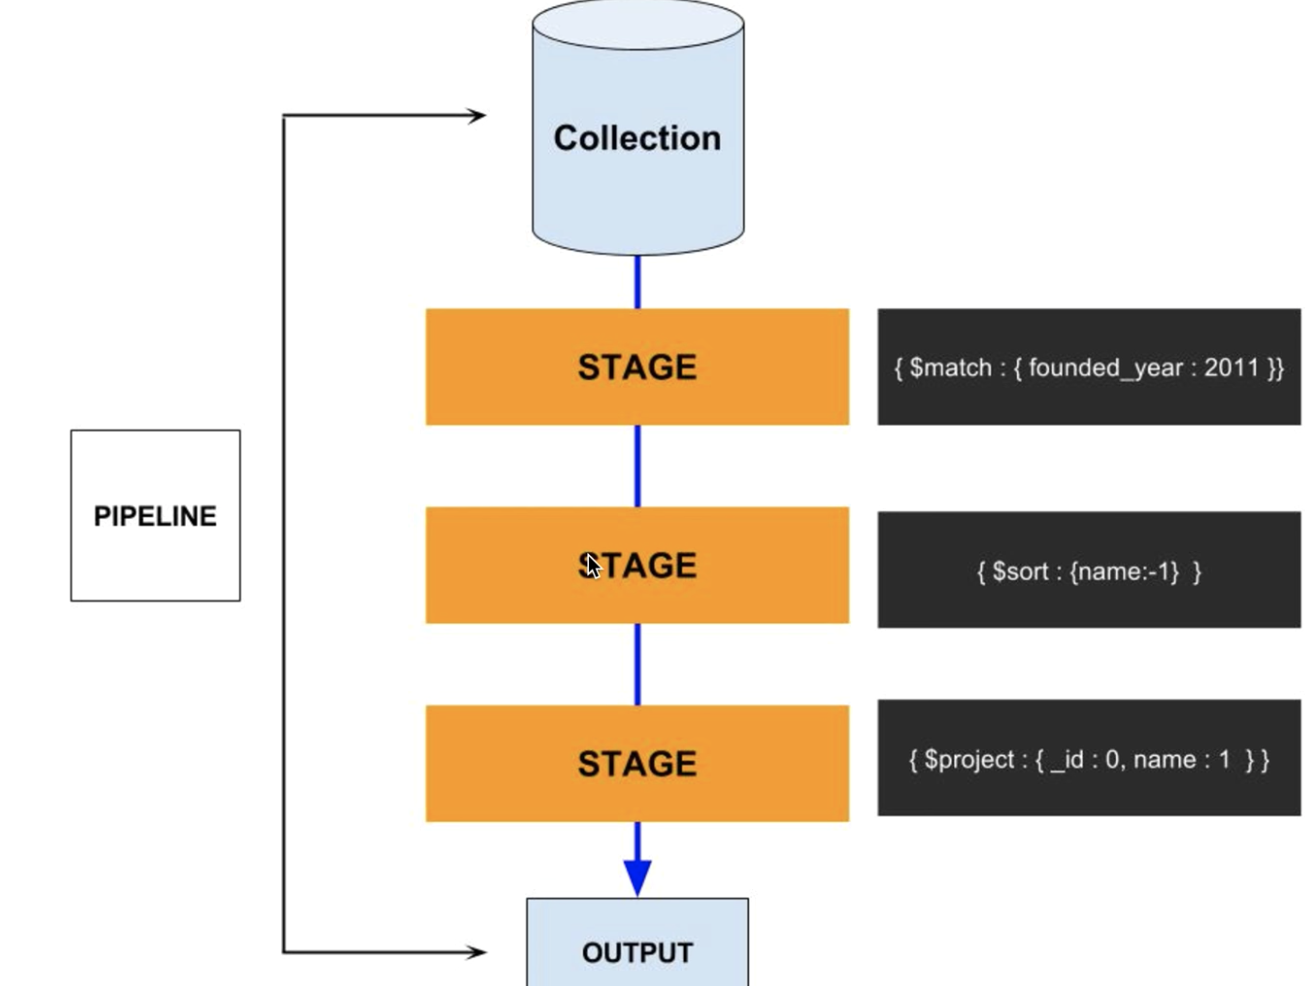 Collection
STAGE
{ $match : { founded_year : 2011 }}
PIPELINE
STAGE
{ $sort : {name:-1}  }
STAGE
{ $project : { _id : 0, name : 1  } }
OUTPUT